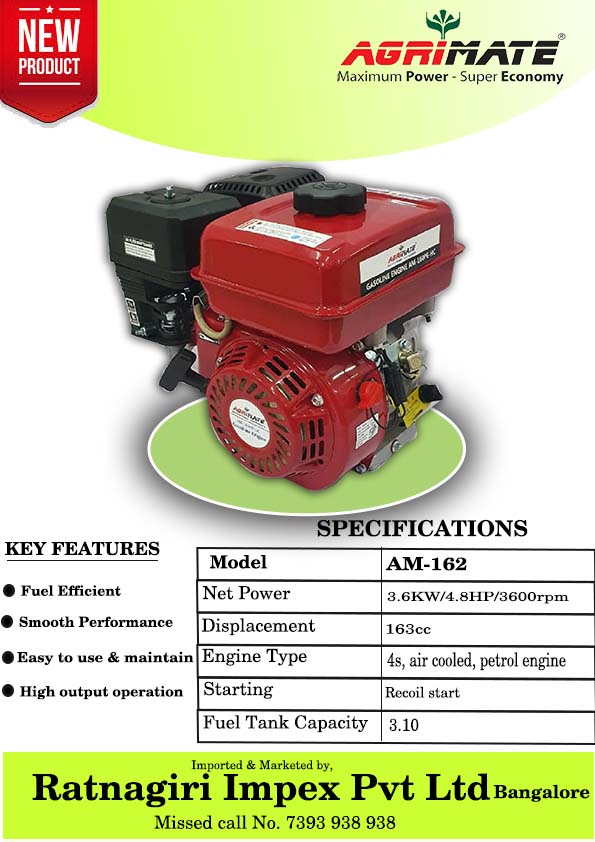 NEW
PRODUCT
AGRIMATE®
Maximum Power - Super Economy
AGRIMATE
GASOLINE ENGINE
AGRIMATE
Gasoline Engine
SPECIFICATIONS
KEY FEATURES
Fuel Efficient
Smooth Performance
Easy to use & maintain
High output operation
Model AM-162
Net Power 3.6KW/4.8HP/3600rpm
Displacement 163cc
Engine Type 4s, air cooled, petrol engine
Starting Recoil start
Fuel Tank Capacity 3.10
Imported & Marketed by,
Ratnagiri Impex Pvt Ltd Bangalore
Missed call No. 7393 938 938